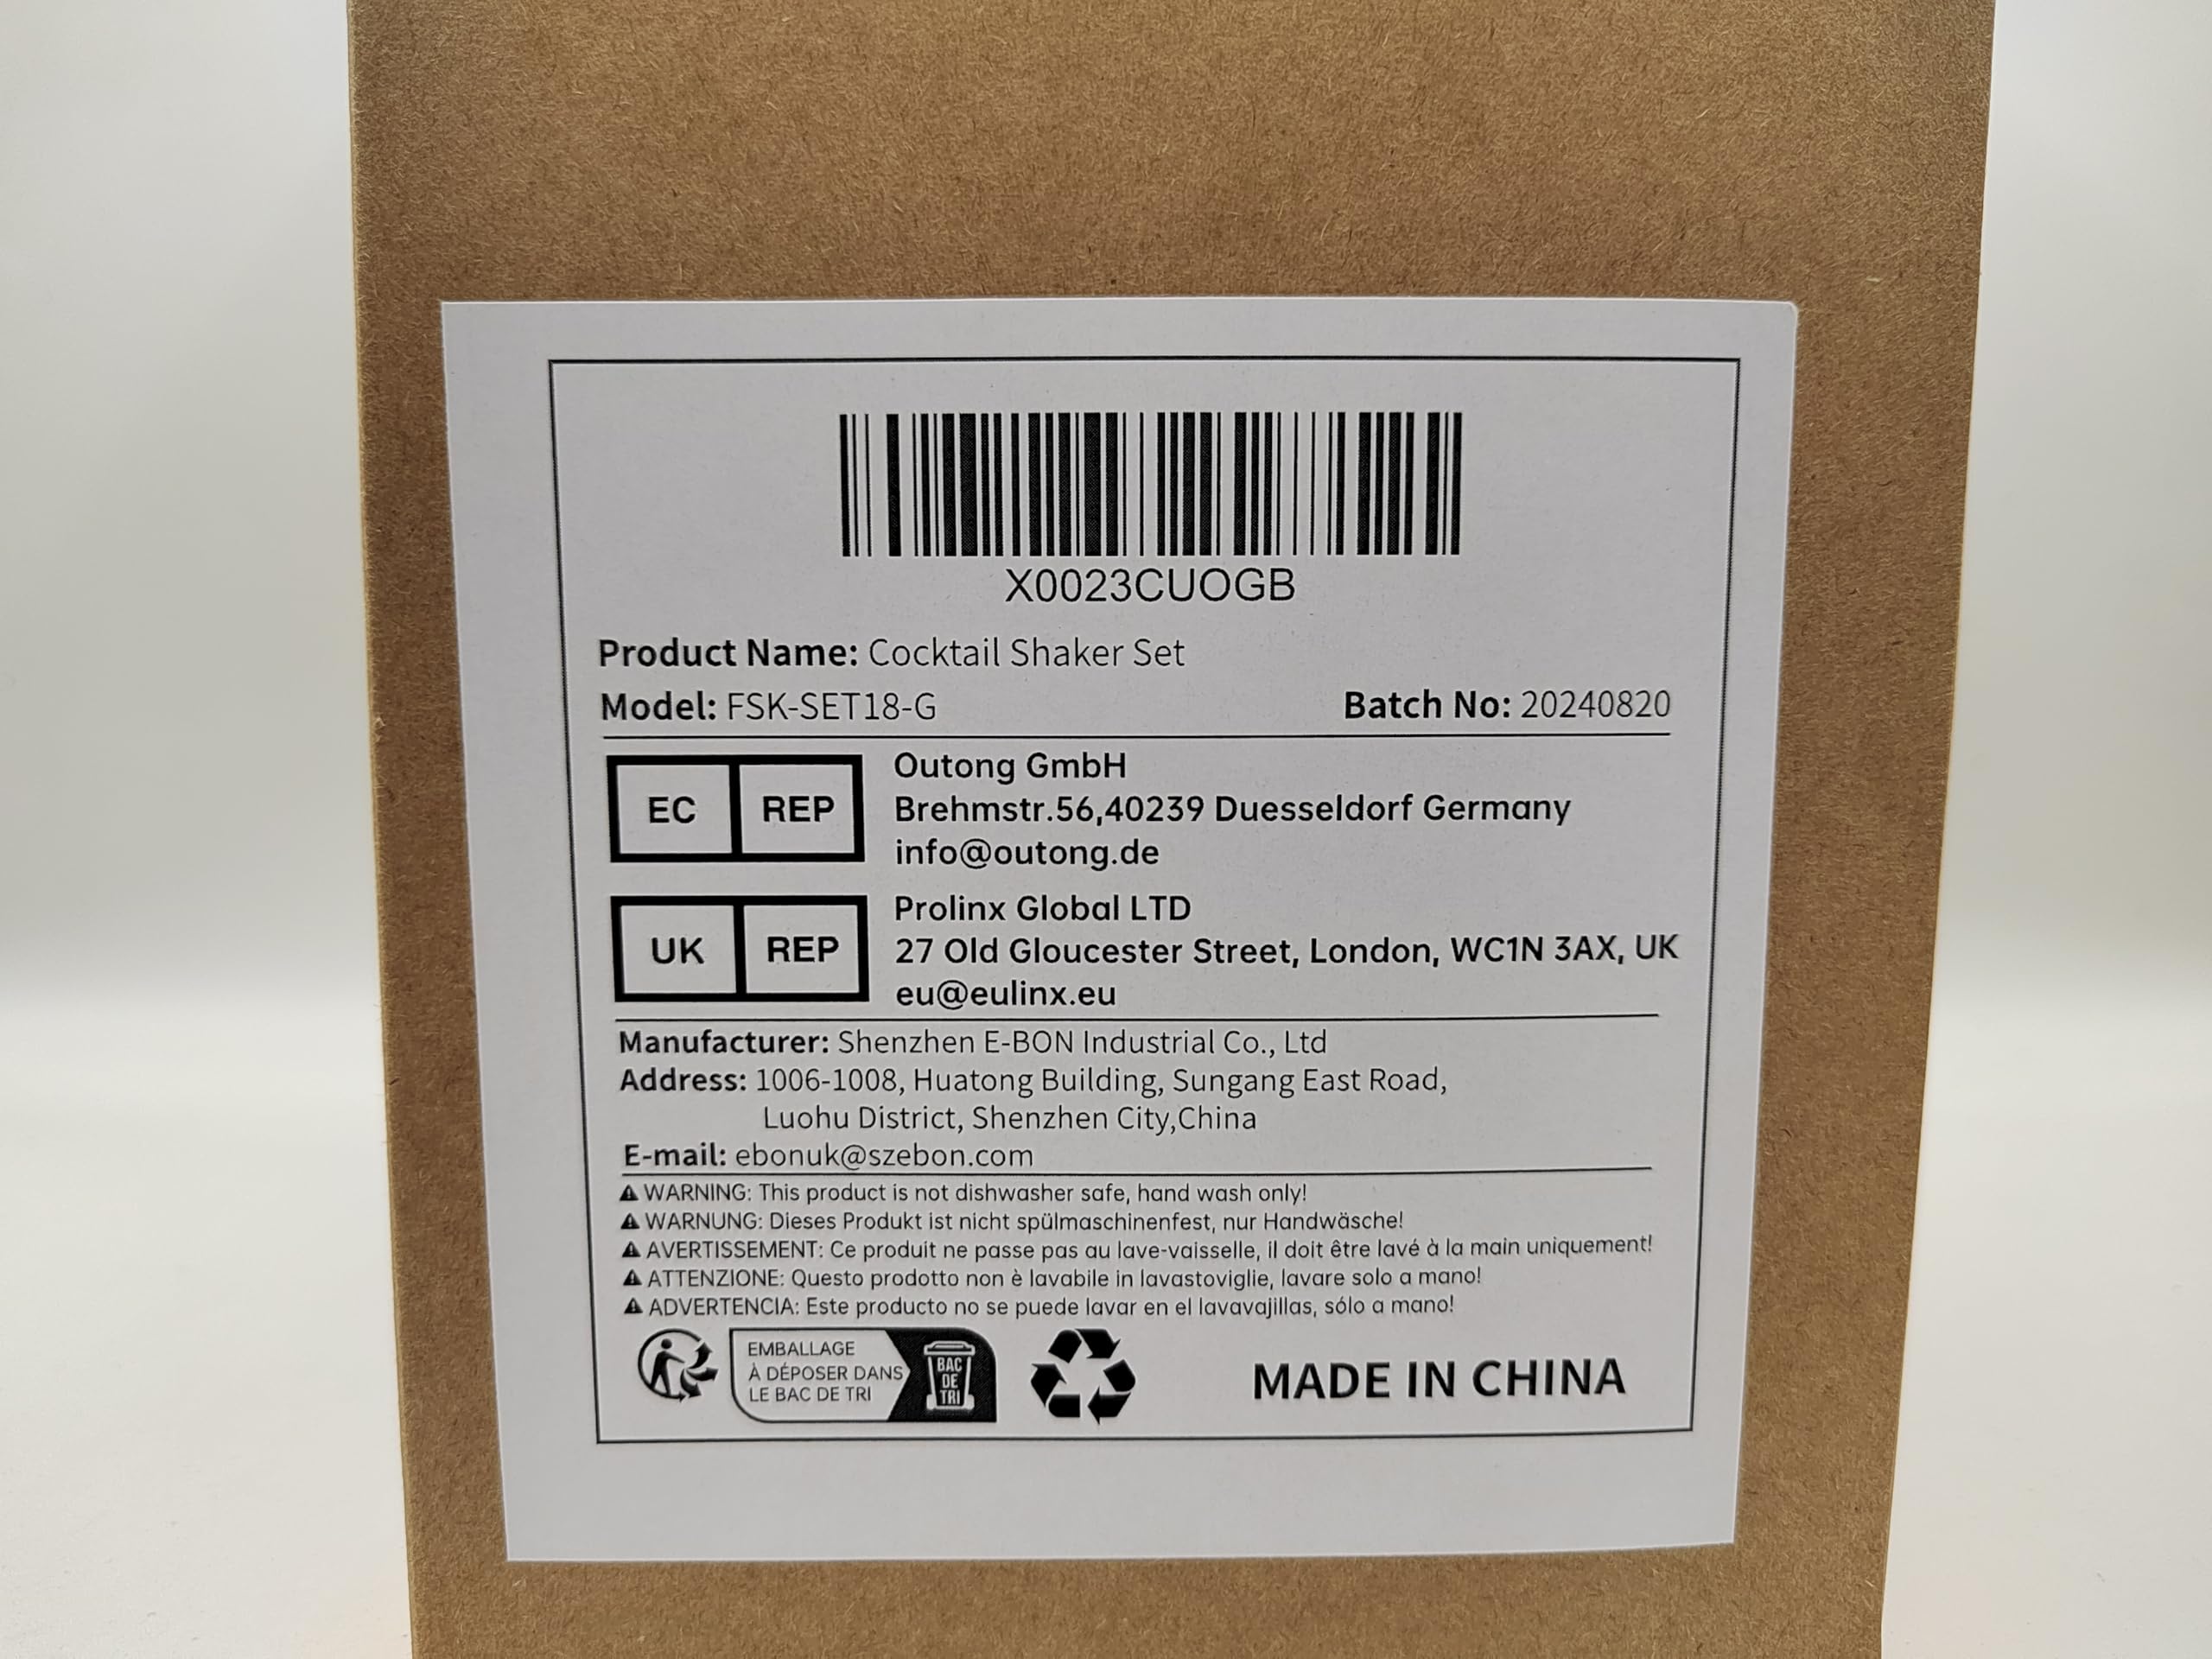 X0023CUOGB
Product Name: Cocktail Shaker Set
Model: FSK-SET18-G Batch No: 20240820
EC REP
Outong GmbH
Brehmstr.56,40239 Duesseldorf Germany
info@outong.de
UK REP
Prolinx Global LTD
27 Old Gloucester Street, London, WC1N 3AX, UK
eu@eulinx.eu
Manufacturer: Shenzhen E-BON Industrial Co., Ltd
Address: 1006-1008, Huatong Building, Sungang East Road,
Luohu District, Shenzhen City,China
E-mail: ebonuk@szebon.com
WARNING: This product is not dishwasher safe, hand wash only!
WARNUNG: Dieses Produkt ist nicht spülmaschinenfest, nur Handwäsche!
AVERTISSEMENT: Ce produit ne passe pas au lave-vaisselle, il doit être lavé à la main uniquement!
ATTENZIONE: Questo prodotto non è lavabile in lavastoviglie, lavare solo a mano!
ADVERTENCIA: Este producto no se puede lavar en el lavavajillas, sólo a mano!
EMBALLAGE
À DÉPOSER DANS
LE BAC DE TRI
BAC
DE
TRI
MADE IN CHINA